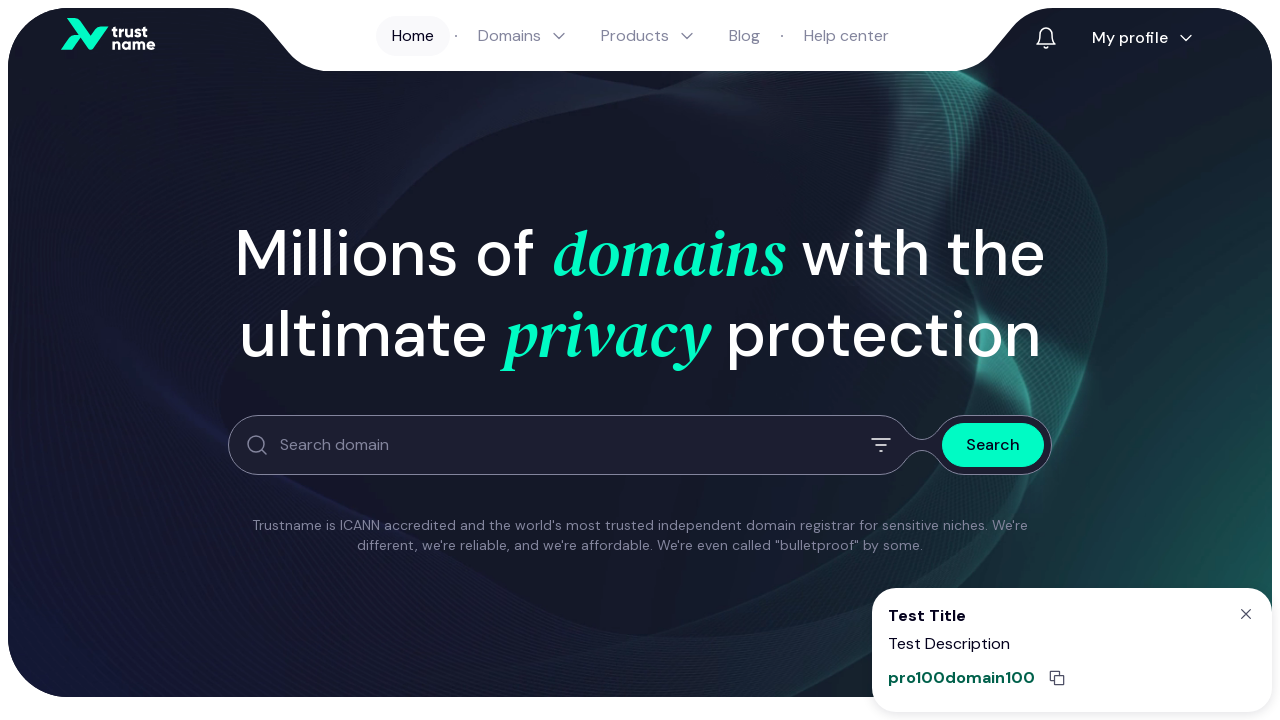 trust
name
Home
Domains
Products
Blog
Help center
My profile
Millions of domains with the
ultimate privacy protection
Search domain
Search
Trustname is ICANN accredited and the world's most trusted independent domain registrar for sensitive niches. We're
different, we're reliable, and we're affordable. We're even called "bulletproof" by some.
Test Title
Test Description
pro100domain100